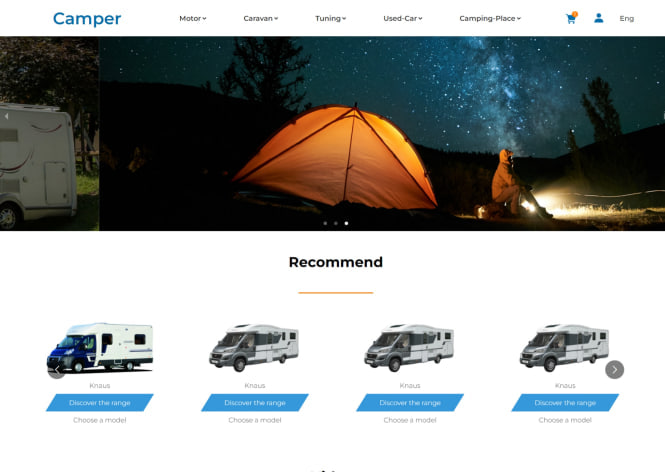 Camper
Motor
Caravan
Tuning
Used-Car
Camping-Place
Eng
Recommend
Knaus
Knaus
Knaus
Knaus
Discover the range
Discover the range
Discover the range
Discover the range
Choose a model
Choose a model
Choose a model
Choose a model